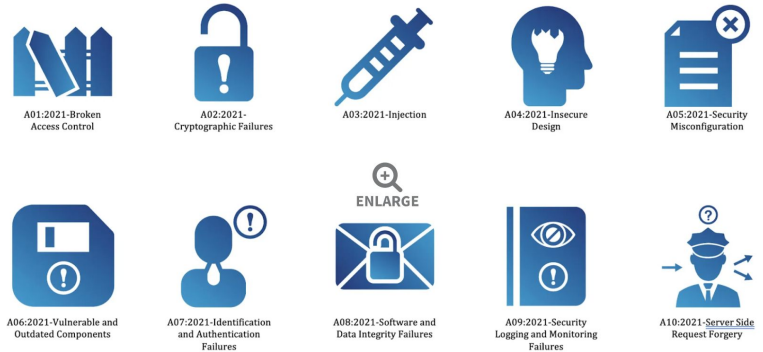 A01:2021-Broken
Access Control
A02:2021-
Cryptographic Failures
A03:2021-Injection
A04:2021-Insecure
Design
A05:2021-Security
Misconfiguration
ENLARGE
A06:2021-Vulnerable and
Outdated Components
A07:2021-Identification
and Authentication
Failures
A08:2021-Software and
Data Integrity Failures
A09:2021-Security
Logging and Monitoring
Failures
A10:2021-Server Side
Request Forgery